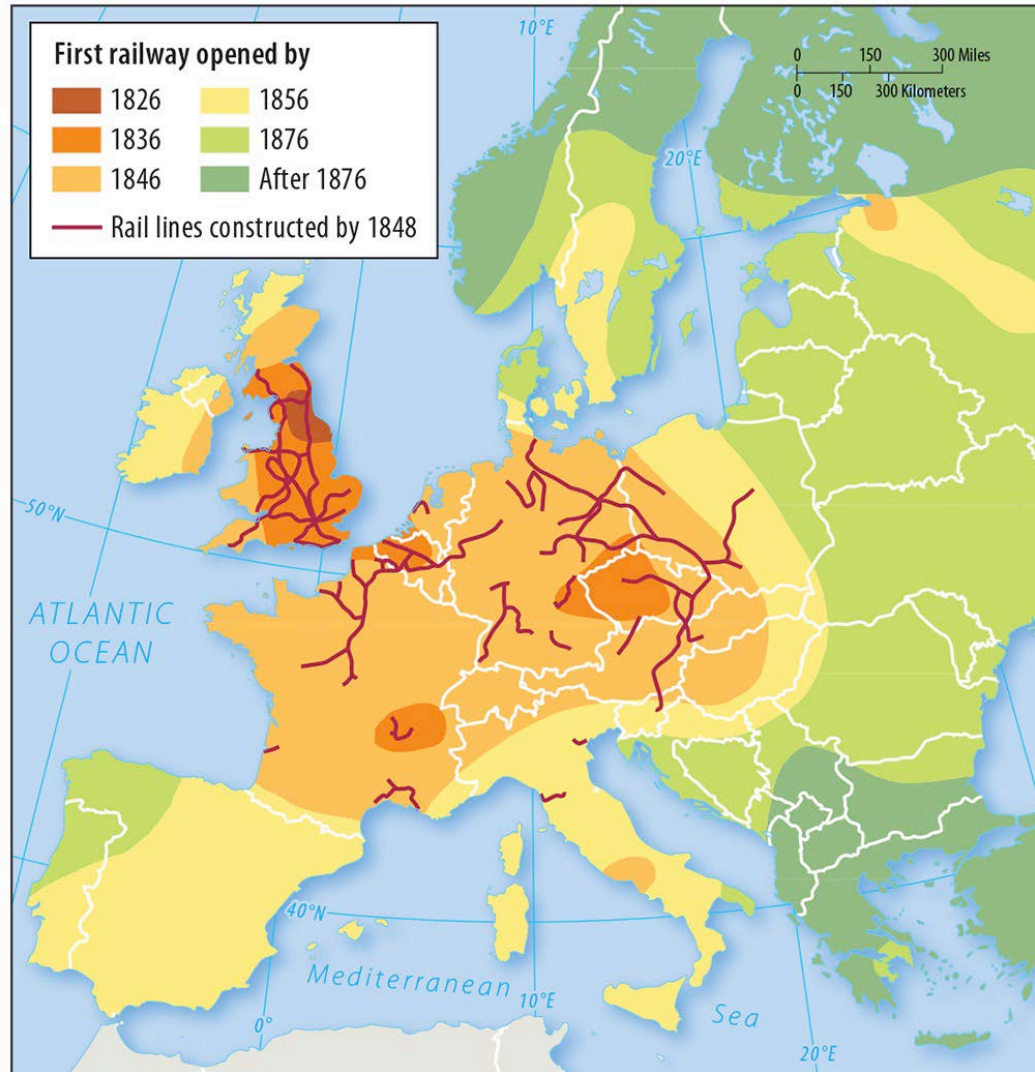 First railway opened by
1826
1836
1846
1856
1876
After 1876
Rail lines constructed by 1848
10°E
0 150 300 Miles
0 150 300 Kilometers
20°E
50°N
ATLANTIC
OCEAN
40°N
Mediterranean
Sea
0°
10°E
20°E